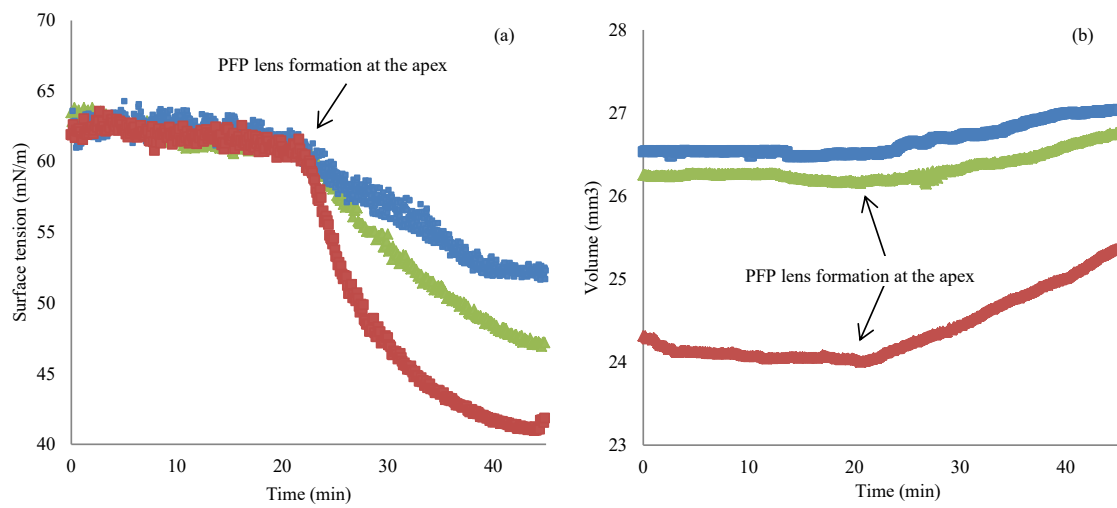 70
65
60
55
50
45
40
Surface tension (mN/m)
(a)
PFP lens formation at the apex
0
10
20
30
40
Time (min)
28
27
26
25
24
23
Volume (mm3)
(b)
PFP lens formation at the apex
0
10
20
30
40
Time (min)